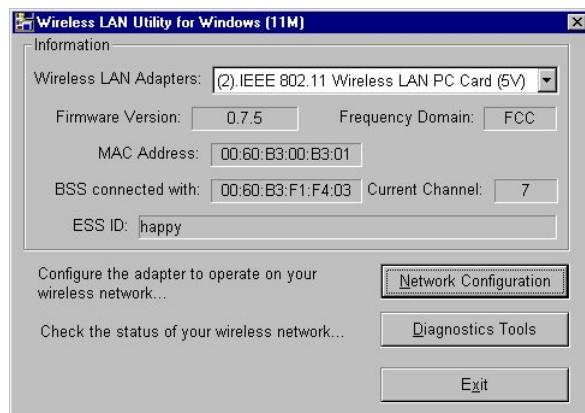 Wireless LAN Utility for Windows (11M)
Information
Wireless LAN Adapters: (2).IEEE 802.11 Wireless LAN PC Card (5V)
Firmware Version: 0.7.5 Frequency Domain: FCC
MAC Address: 00:60:B3:00:B3:01
BSS connected with: 00:60:B3:F1:F4:03 Current Channel: 7
ESS ID: happy
Configure the adapter to operate on your
wireless network...
Network Configuration
Check the status of your wireless network...
Diagnostics Tools
Exit